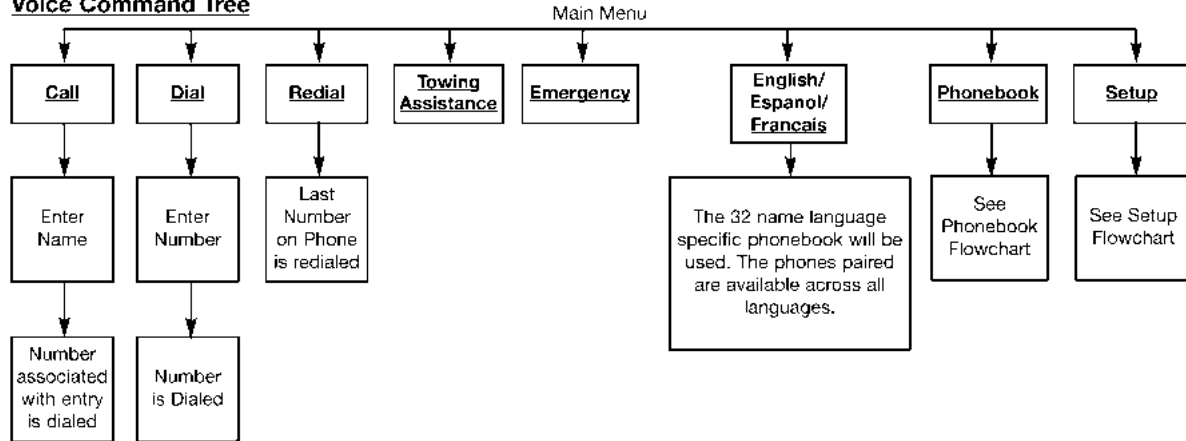 Voice Command Tree
Main Menu
Call
Dial
Redial
Towing
Assistance
Emergency
English/
Espanol/
Francais
Phonebook
Setup
Enter
Name
Enter
Number
Last
Number
on Phone
is redialed
The 32 name language
specific phonebook will be
used. The phones paired
are available across all
languages.
See
Phonebook
Flowchart
See Setup
Flowchart
Number
associated
with entry
is dialed
Number
is Dialed